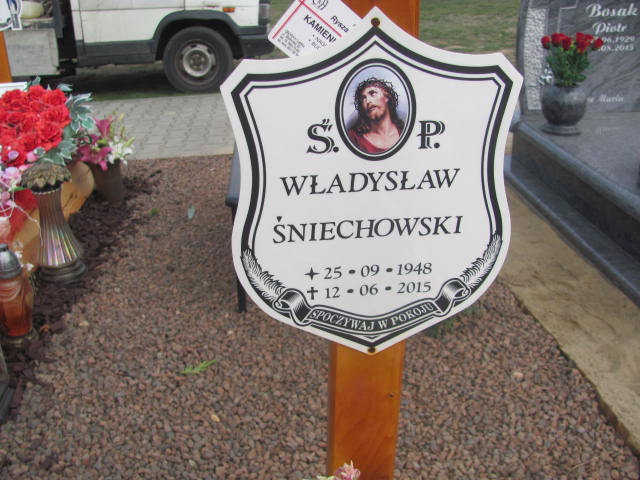 Ś. P.
WŁADYSŁAW
ŚNIECHOWSKI
25 - 09 - 1948
✝ 12 - 06 - 2015
SPOCZYWAJ W POKOJU
KAMIENI
Bosak
Piotr